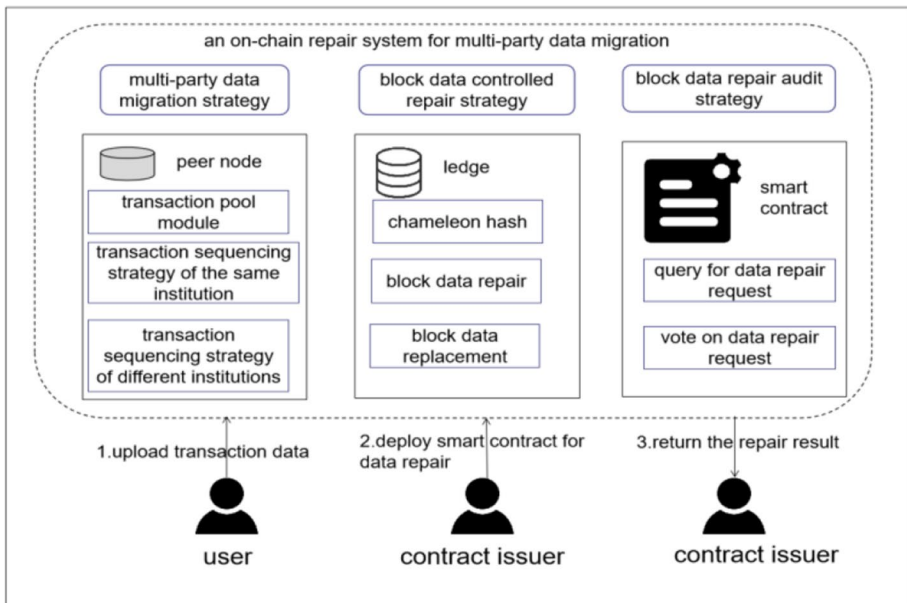 an on-chain repair system for multi-party data migration
multi-party data
migration strategy
block data controlled
repair strategy
block data repair audit
strategy
peer node
transaction pool
module
transaction sequencing
strategy of the same
institution
transaction
sequencing strategy
of different institutions
ledge
chameleon hash
block data repair
block data
replacement
smart
contract
query for data repair
request
vote on data repair
request
1.upload transaction data
2.deploy smart contract for
data repair
3.return the repair result
user
contract issuer
contract issuer